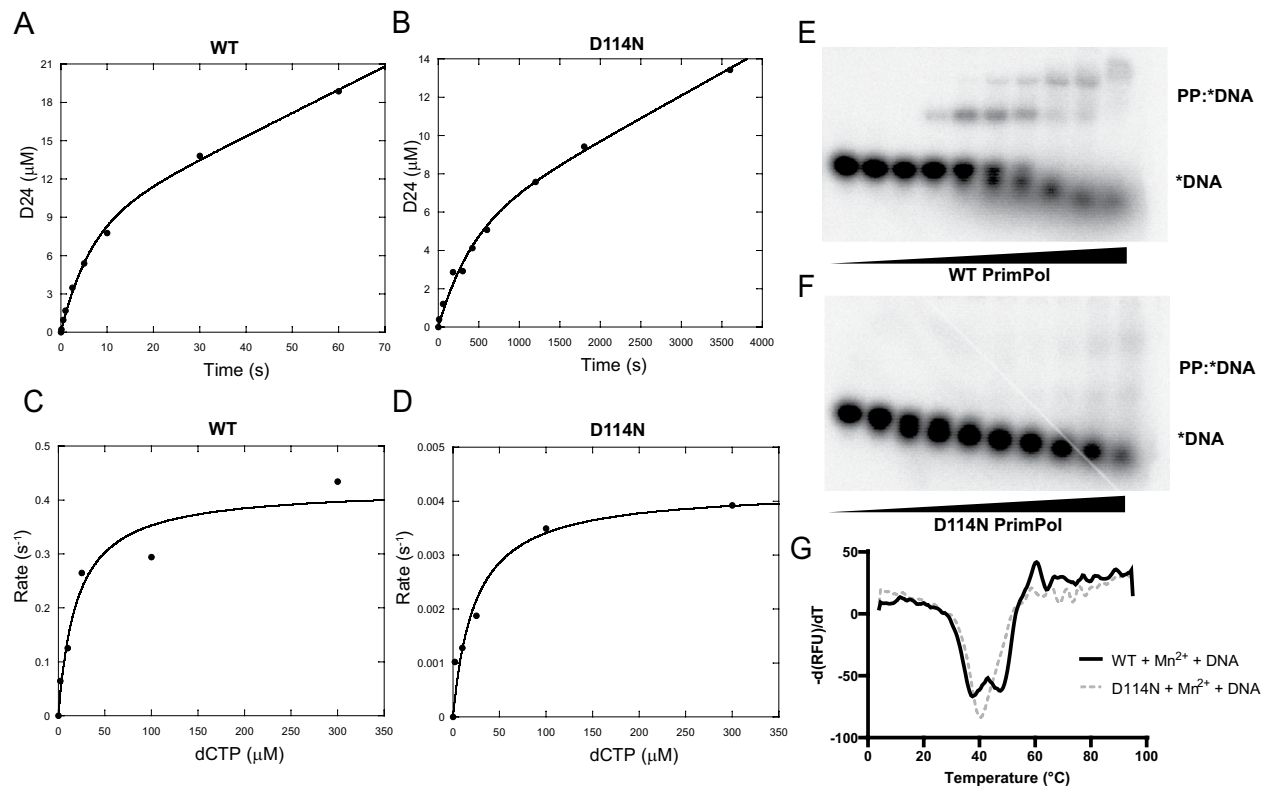 A
WT
D24 (μM)
21
18
15
12
9
6
3
0
0 10 20 30 40 50 60 70
Time (s)
B
D114N
D24 (μM)
14
12
10
8
6
4
2
0
0 500 1000 1500 2000 2500 3000 3500 4000
Time (s)
C
WT
Rate (s⁻¹)
0.5
0.4
0.3
0.2
0.1
0
0 50 100 150 200 250 300 350
dCTP (μM)
D
D114N
Rate (s⁻¹)
0.005
0.004
0.003
0.002
0.001
0
0 50 100 150 200 250 300 350
dCTP (μM)
E
PP:*DNA
*DNA
WT PrimPol
F
PP:*DNA
*DNA
D114N PrimPol
G
-d(RFU)/dT
50
0
-50
-100
0 20 40 60 80 100
Temperature (°C)
WT + Mn²⁺ + DNA
D114N + Mn²⁺ + DNA